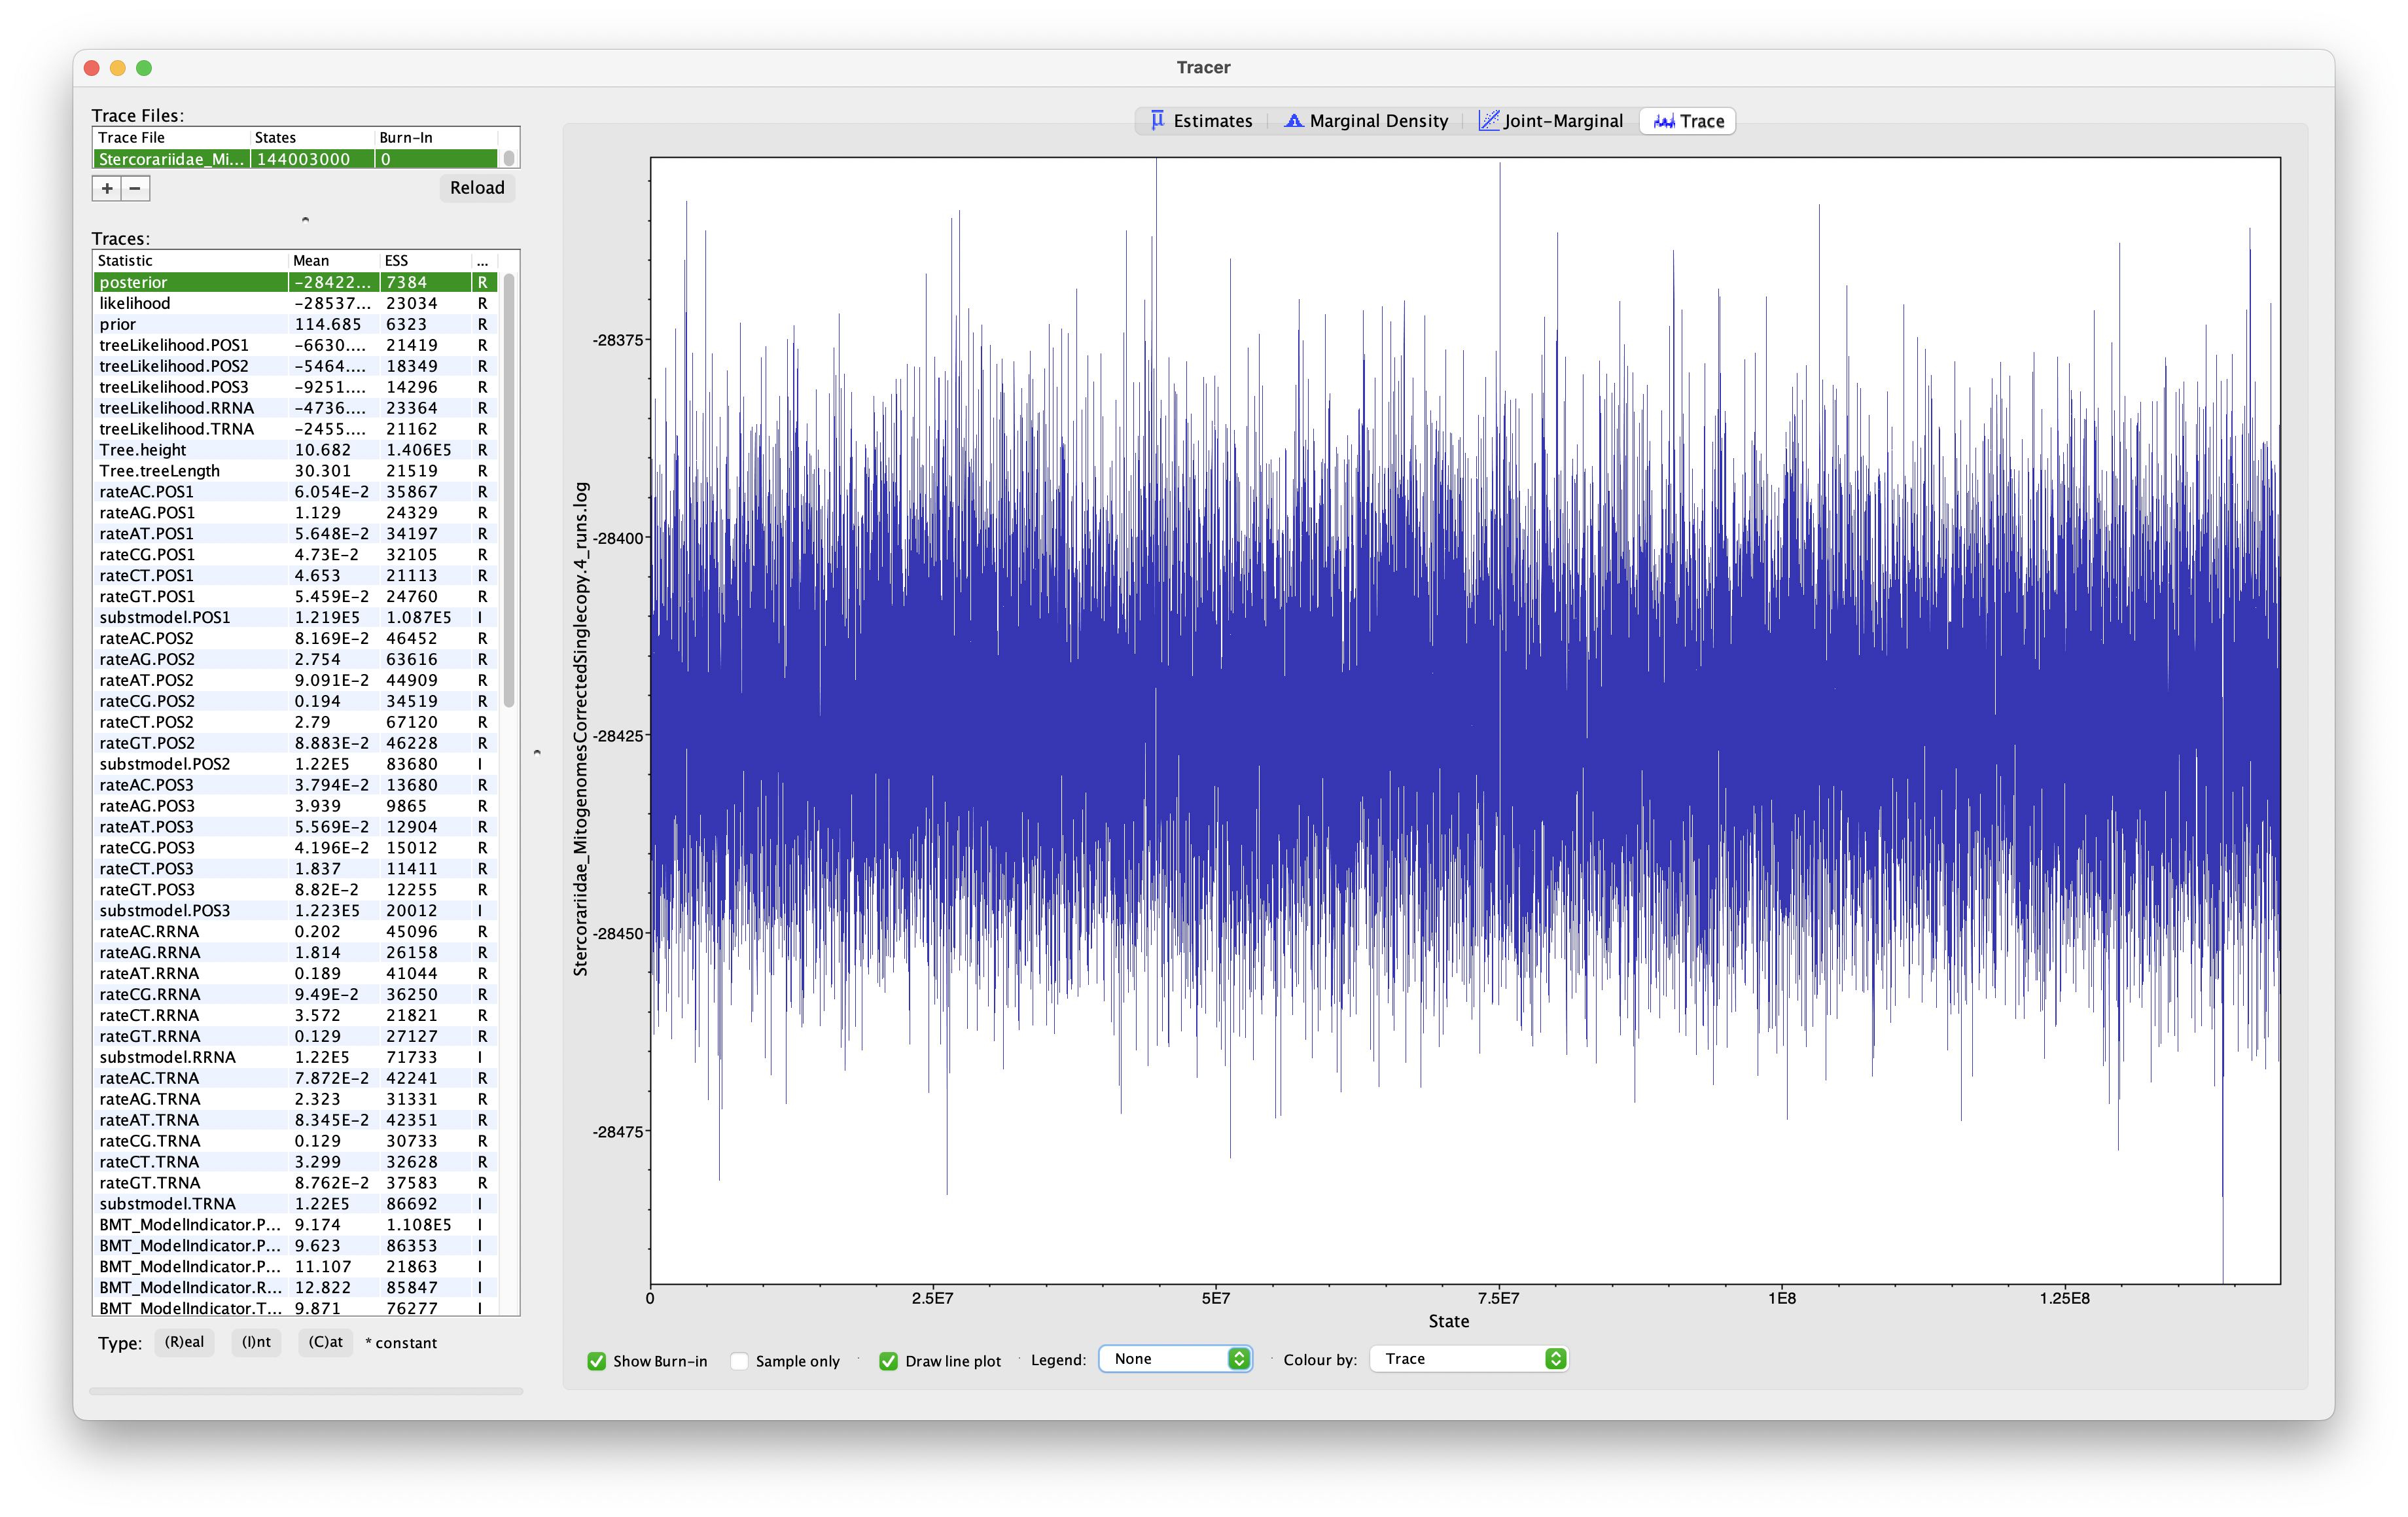 Tracer
Trace Files:
Trace File States Burn-In
Stercorariidae_Mi... 144003000 0
+ − Reload
Traces:
Statistic Mean ESS ...
posterior −28422... 7384 R
likelihood −28537... 23034 R
prior 114.685 6323 R
treeLikelihood.POS1 −6630.... 21419 R
treeLikelihood.POS2 −5464.... 18349 R
treeLikelihood.POS3 −9251.... 14296 R
treeLikelihood.RRNA −4736.... 23364 R
treeLikelihood.TRNA −2455.... 21162 R
Tree.height 10.682 1.406E5 R
Tree.treeLength 30.301 21519 R
rateAC.POS1 6.054E−2 35867 R
rateAG.POS1 1.129 24329 R
rateAT.POS1 5.648E−2 34197 R
rateCG.POS1 4.73E−2 32105 R
rateCT.POS1 4.653 21113 R
rateGT.POS1 5.459E−2 24760 R
substmodel.POS1 1.219E5 1.087E5 I
rateAC.POS2 8.169E−2 46452 R
rateAG.POS2 2.754 63616 R
rateAT.POS2 9.091E−2 44909 R
rateCG.POS2 0.194 34519 R
rateCT.POS2 2.79 67120 R
rateGT.POS2 8.883E−2 46228 R
substmodel.POS2 1.22E5 83680 I
rateAC.POS3 3.794E−2 13680 R
rateAG.POS3 3.939 9865 R
rateAT.POS3 5.569E−2 12904 R
rateCG.POS3 4.196E−2 15012 R
rateCT.POS3 1.837 11411 R
rateGT.POS3 8.82E−2 12255 R
substmodel.POS3 1.223E5 20012 I
rateAC.RRNA 0.202 45096 R
rateAG.RRNA 1.814 26158 R
rateAT.RRNA 0.189 41044 R
rateCG.RRNA 9.49E−2 36250 R
rateCT.RRNA 3.572 21821 R
rateGT.RRNA 0.129 27127 R
substmodel.RRNA 1.22E5 71733 I
rateAC.TRNA 7.872E−2 42241 R
rateAG.TRNA 2.323 31331 R
rateAT.TRNA 8.345E−2 42351 R
rateCG.TRNA 0.129 30733 R
rateCT.TRNA 3.299 32628 R
rateGT.TRNA 8.762E−2 37583 R
substmodel.TRNA 1.22E5 86692 I
BMT_ModelIndicator.P... 9.174 1.108E5 I
BMT_ModelIndicator.P... 9.623 86353 I
BMT_ModelIndicator.P... 11.107 21863 I
BMT_ModelIndicator.R... 12.822 85847 I
BMT_ModelIndicator.T... 9.871 76277 I
Type: (R)eal (I)nt (C)at * constant
Estimates Marginal Density Joint-Marginal Trace
Stercorariidae_MitogenomesCorrectedSinglecopy.4_runs.log
-28375
-28400
-28425
-28450
-28475
0 2.5E7 5E7 7.5E7 1E8 1.25E8
State
Show Burn-in Sample only Draw line plot Legend: None Colour by: Trace